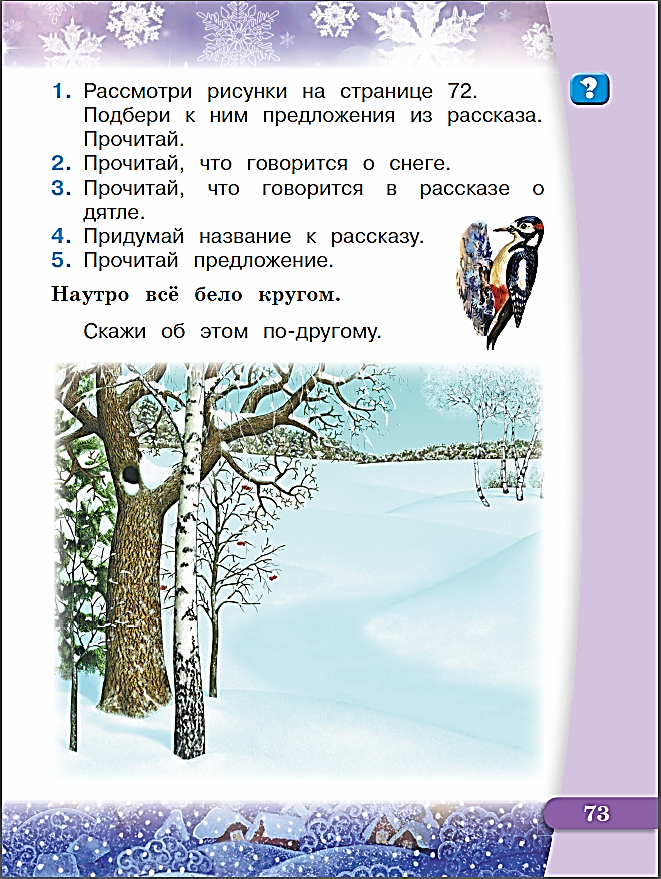 1. Рассмотри рисунки на странице 72.
Подбери к ним предложения из рассказа.
Прочитай.
2. Прочитай, что говорится о снеге.
3. Прочитай, что говорится в рассказе о
дятле.
4. Придумай название к рассказу.
5. Прочитай предложение.
Наутро всё бело кругом.
Скажи об этом по-другому.
?
73